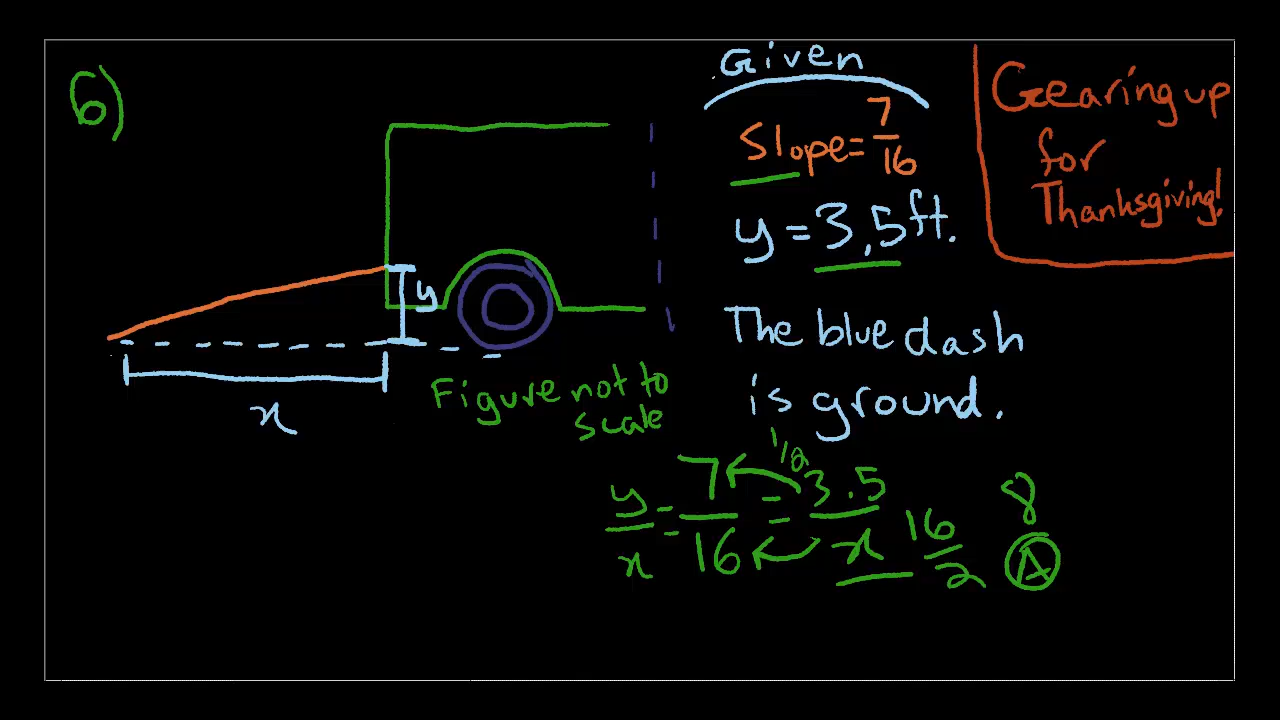 6)
Given
Slope = 7/16
y = 3.5 ft.
The blue dash
is ground.
Gearing up
for
Thanksgiving!
y
x
Figure not to
scale
1/2
y/x = 7/16 = 3.5/x 16/2 8
A